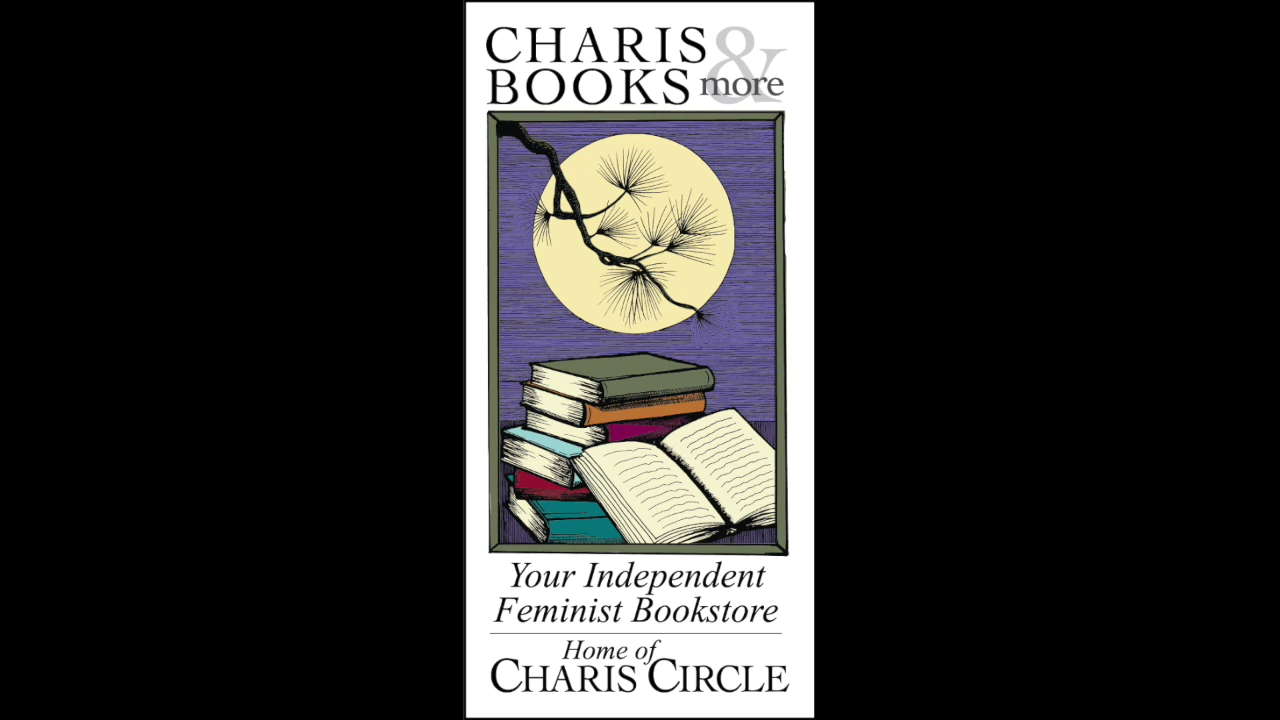 CHARIS &
BOOKS more
Your Independent
Feminist Bookstore
Home of
CHARIS CIRCLE